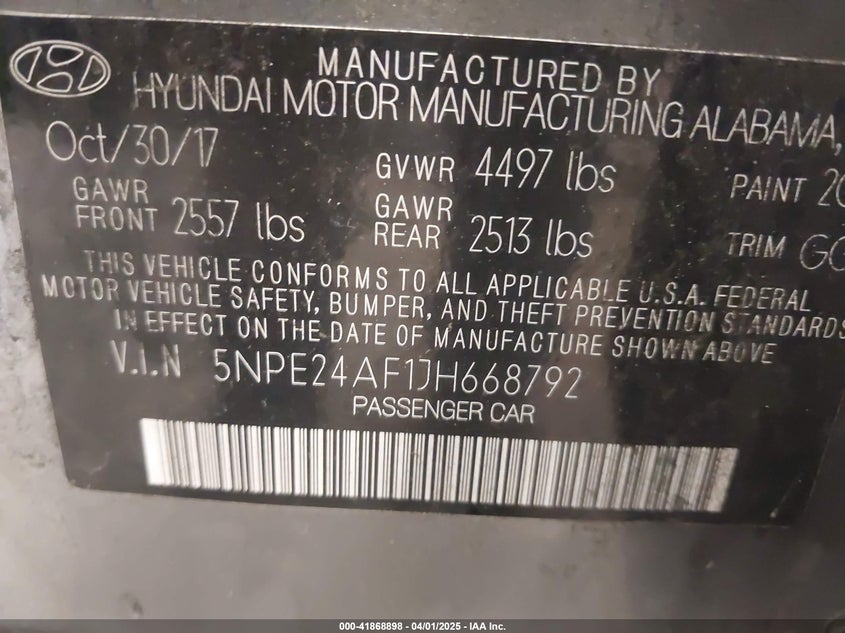 MANUFACTURED BY
HYUNDAI MOTOR MANUFACTURING ALABAMA,
Oct/30/17 GVWR 4497 lbs PAINT
GAWR FRONT 2557 lbs GAWR REAR 2513 lbs TRIM
THIS VEHICLE CONFORMS TO ALL APPLICABLE U.S.A. FEDERAL
MOTOR VEHICLE SAFETY, BUMPER, AND THEFT PREVENTION STANDARDS
IN EFFECT ON THE DATE OF MANUFACTURE SHOWN ABOVE
V.I.N 5NPE24AF1JH668792
PASSENGER CAR
000-41868898 - 04/01/2025 - IAA Inc.